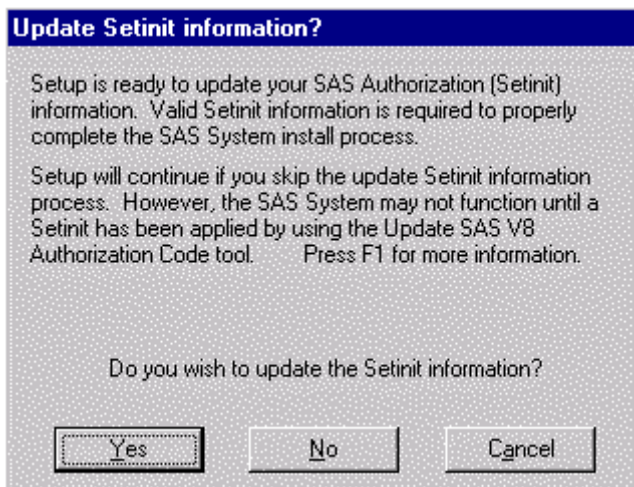 Update Setinit information?
Setup is ready to update your SAS Authorization (Setinit)
information.  Valid Setinit information is required to properly
complete the SAS System install process.
Setup will continue if you skip the update Setinit information
process.  However, the SAS System may not function until a
Setinit has been applied by using the Update SAS V8
Authorization Code tool.      Press F1 for more information.
Do you wish to update the Setinit information?
Yes No Cancel